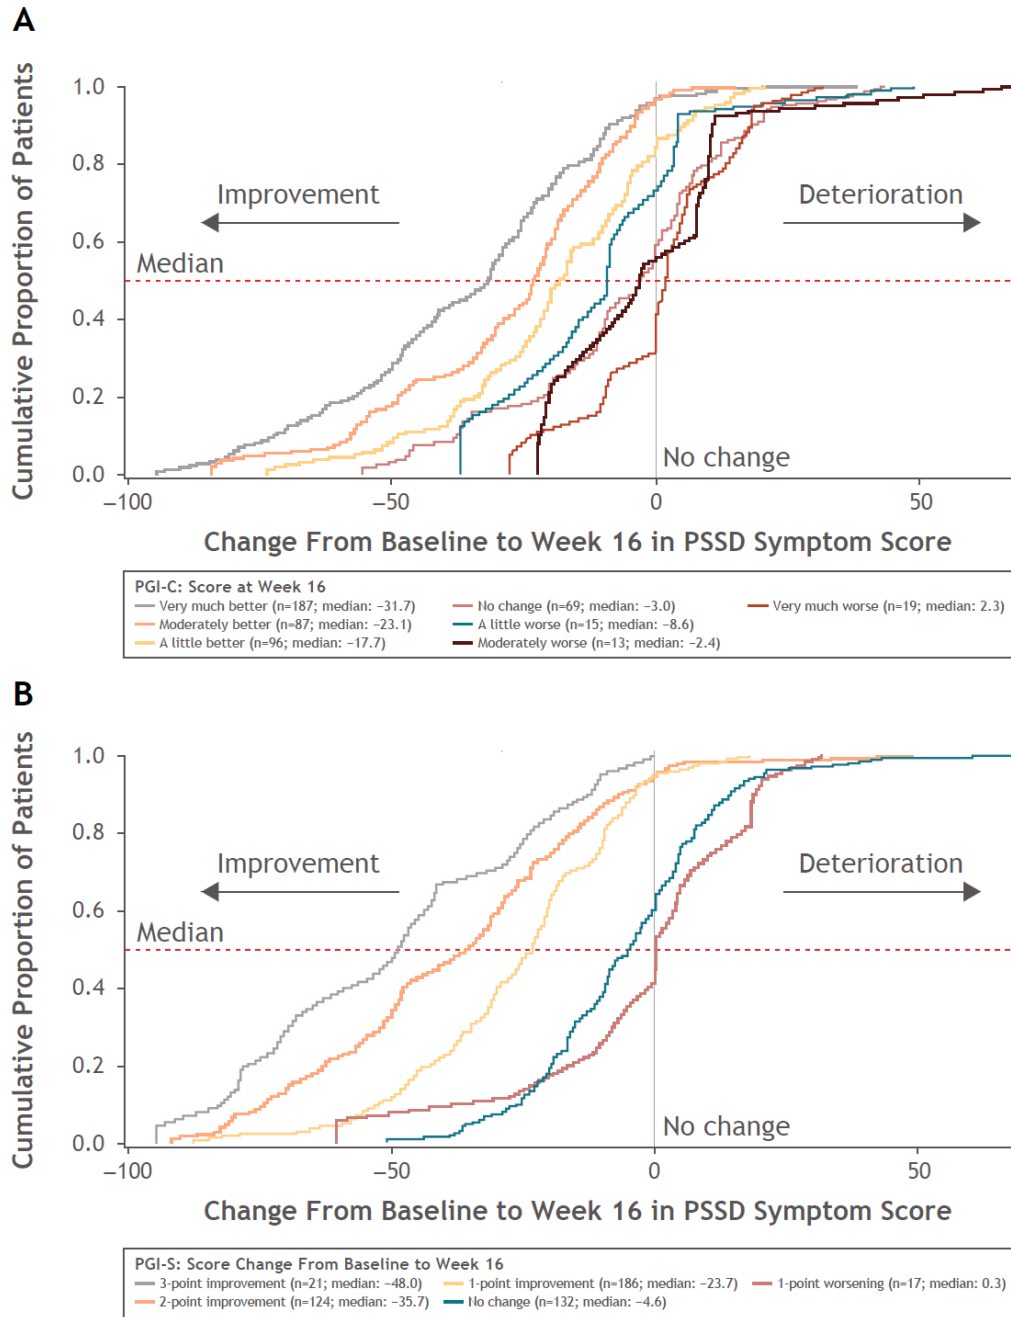 A
Cumulative Proportion of Patients
1.0
0.8
0.6
0.4
0.2
0.0
Improvement
Deterioration
Median
No change
−100
−50
0
50
Change From Baseline to Week 16 in PSSD Symptom Score
PGI-C: Score at Week 16
Very much better (n=187; median: −31.7)
No change (n=69; median: −3.0)
Very much worse (n=19; median: 2.3)
Moderately better (n=87; median: −23.1)
A little worse (n=15; median: −8.6)
A little better (n=96; median: −17.7)
Moderately worse (n=13; median: −2.4)
B
Cumulative Proportion of Patients
1.0
0.8
0.6
0.4
0.2
0.0
Improvement
Deterioration
Median
No change
−100
−50
0
50
Change From Baseline to Week 16 in PSSD Symptom Score
PGI-S: Score Change From Baseline to Week 16
3-point improvement (n=21; median: −48.0)
1-point improvement (n=186; median: −23.7)
1-point worsening (n=17; median: 0.3)
2-point improvement (n=124; median: −35.7)
No change (n=132; median: −4.6)